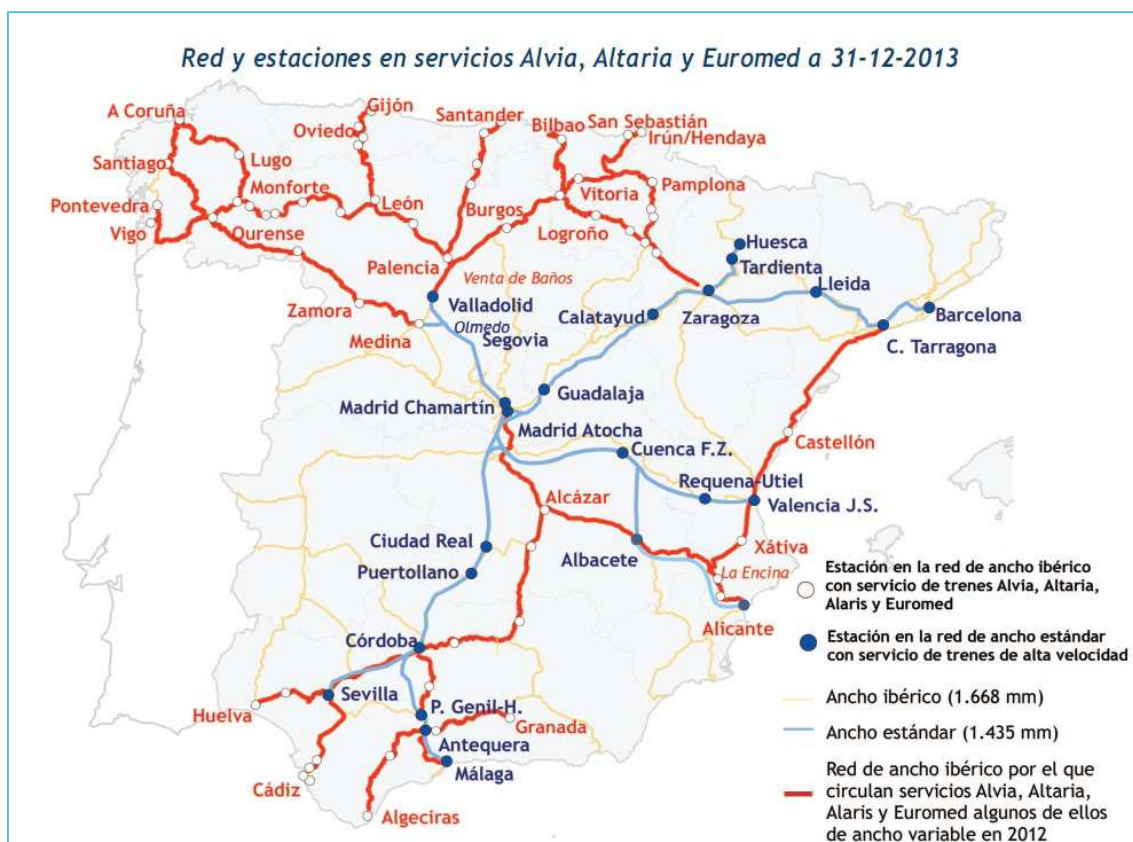 Red y estaciones en servicios Alvia, Altaria y Euromed a 31-12-2013
A Coruña
Gijón
Oviedo
Santander
Bilbao
San Sebastián
Irún/Hendaya
Santiago
Lugo
Monforte
León
Burgos
Vitoria
Pamplona
Pontevedra
Vigo
Ourense
Logroño
Palencia
Venta de Baños
Huesca
Tardienta
Zamora
Valladolid
Olmedo
Medina
Segovia
Calatayud
Zaragoza
Lleida
Barcelona
C. Tarragona
Guadalaja
Madrid Chamartín
Madrid Atocha
Castellón
Cuenca F.Z.
Requena-Utiel
Valencia J.S.
Alcázar
Ciudad Real
Puertollano
Albacete
Xátiva
La Encina
Alicante
Córdoba
Sevilla
Huelva
P. Genil-H.
Granada
Antequera
Málaga
Cádiz
Algeciras
Estación en la red de ancho ibérico
con servicio de trenes Alvia, Altaria,
Alaris y Euromed
Estación en la red de ancho estándar
con servicio de trenes de alta velocidad
Ancho ibérico (1.668 mm)
Ancho estándar (1.435 mm)
Red de ancho ibérico por el que
circulan servicios Alvia, Altaria,
Alaris y Euromed algunos de ellos
de ancho variable en 2012